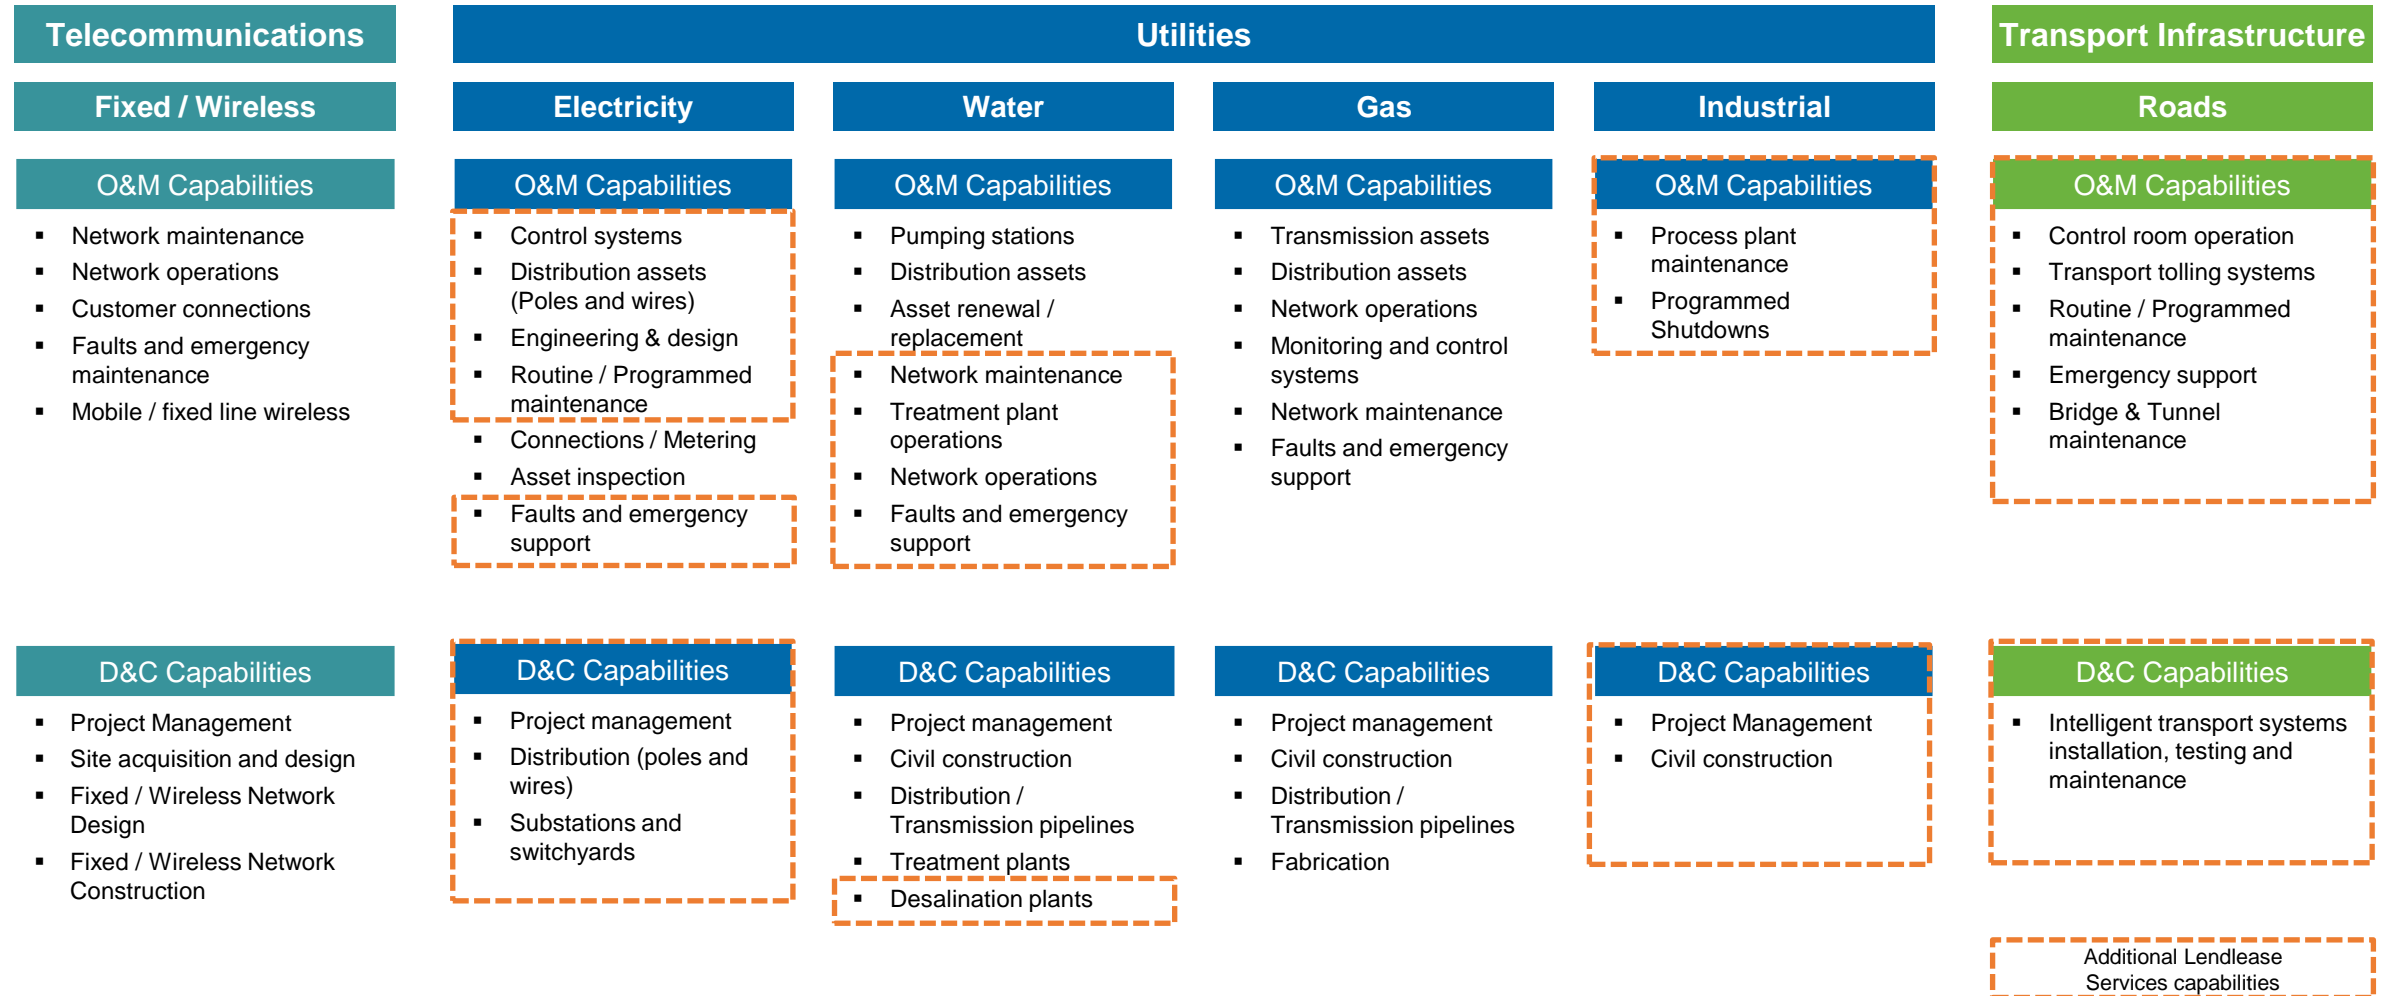 Telecommunications
Utilities
Transport Infrastructure
Fixed / Wireless
Electricity
Water
Gas
Industrial
Roads
O&M Capabilities
Network maintenance
Network operations
Customer connections
Faults and emergency
maintenance
Mobile / fixed line wireless
O&M Capabilities
Control systems
Distribution assets
(Poles and wires)
Engineering & design
Routine / Programmed
maintenance
Connections / Metering
Asset inspection
Faults and emergency
support
O&M Capabilities
Pumping stations
Distribution assets
Asset renewal /
replacement
Network maintenance
Treatment plant
operations
Network operations
Faults and emergency
support
O&M Capabilities
Transmission assets
Distribution assets
Network operations
Monitoring and control
systems
Network maintenance
Faults and emergency
support
O&M Capabilities
Process plant
maintenance
Programmed
Shutdowns
O&M Capabilities
Control room operation
Transport tolling systems
Routine / Programmed
maintenance
Emergency support
Bridge & Tunnel
maintenance
D&C Capabilities
Project Management
Site acquisition and design
Fixed / Wireless Network
Design
Fixed / Wireless Network
Construction
D&C Capabilities
Project management
Distribution (poles and
wires)
Substations and
switchyards
D&C Capabilities
Project management
Civil construction
Distribution /
Transmission pipelines
Treatment plants
Desalination plants
D&C Capabilities
Project management
Civil construction
Distribution /
Transmission pipelines
Fabrication
D&C Capabilities
Project Management
Civil construction
D&C Capabilities
Intelligent transport systems
installation, testing and
maintenance
Additional Lendlease
Services capabilities